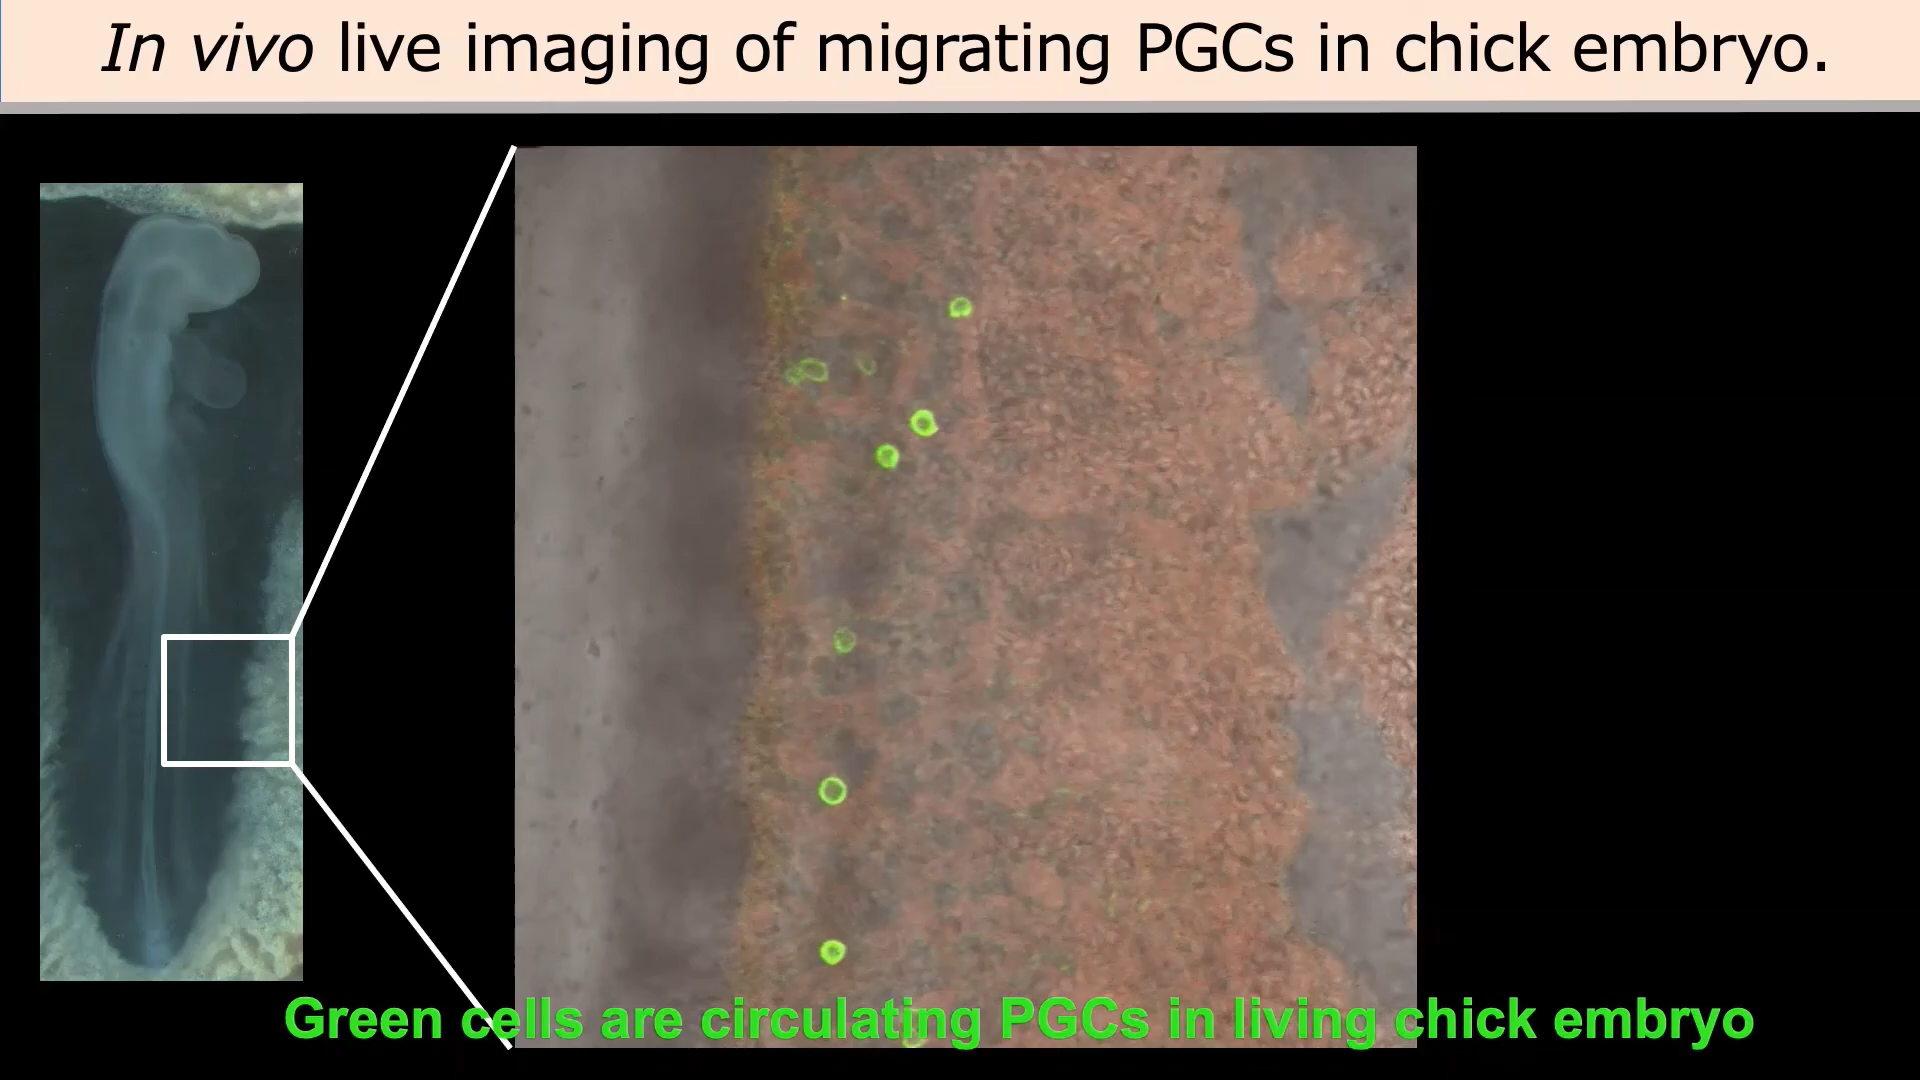 In vivo live imaging of migrating PGCs in chick embryo.
Green cells are circulating PGCs in living chick embryo